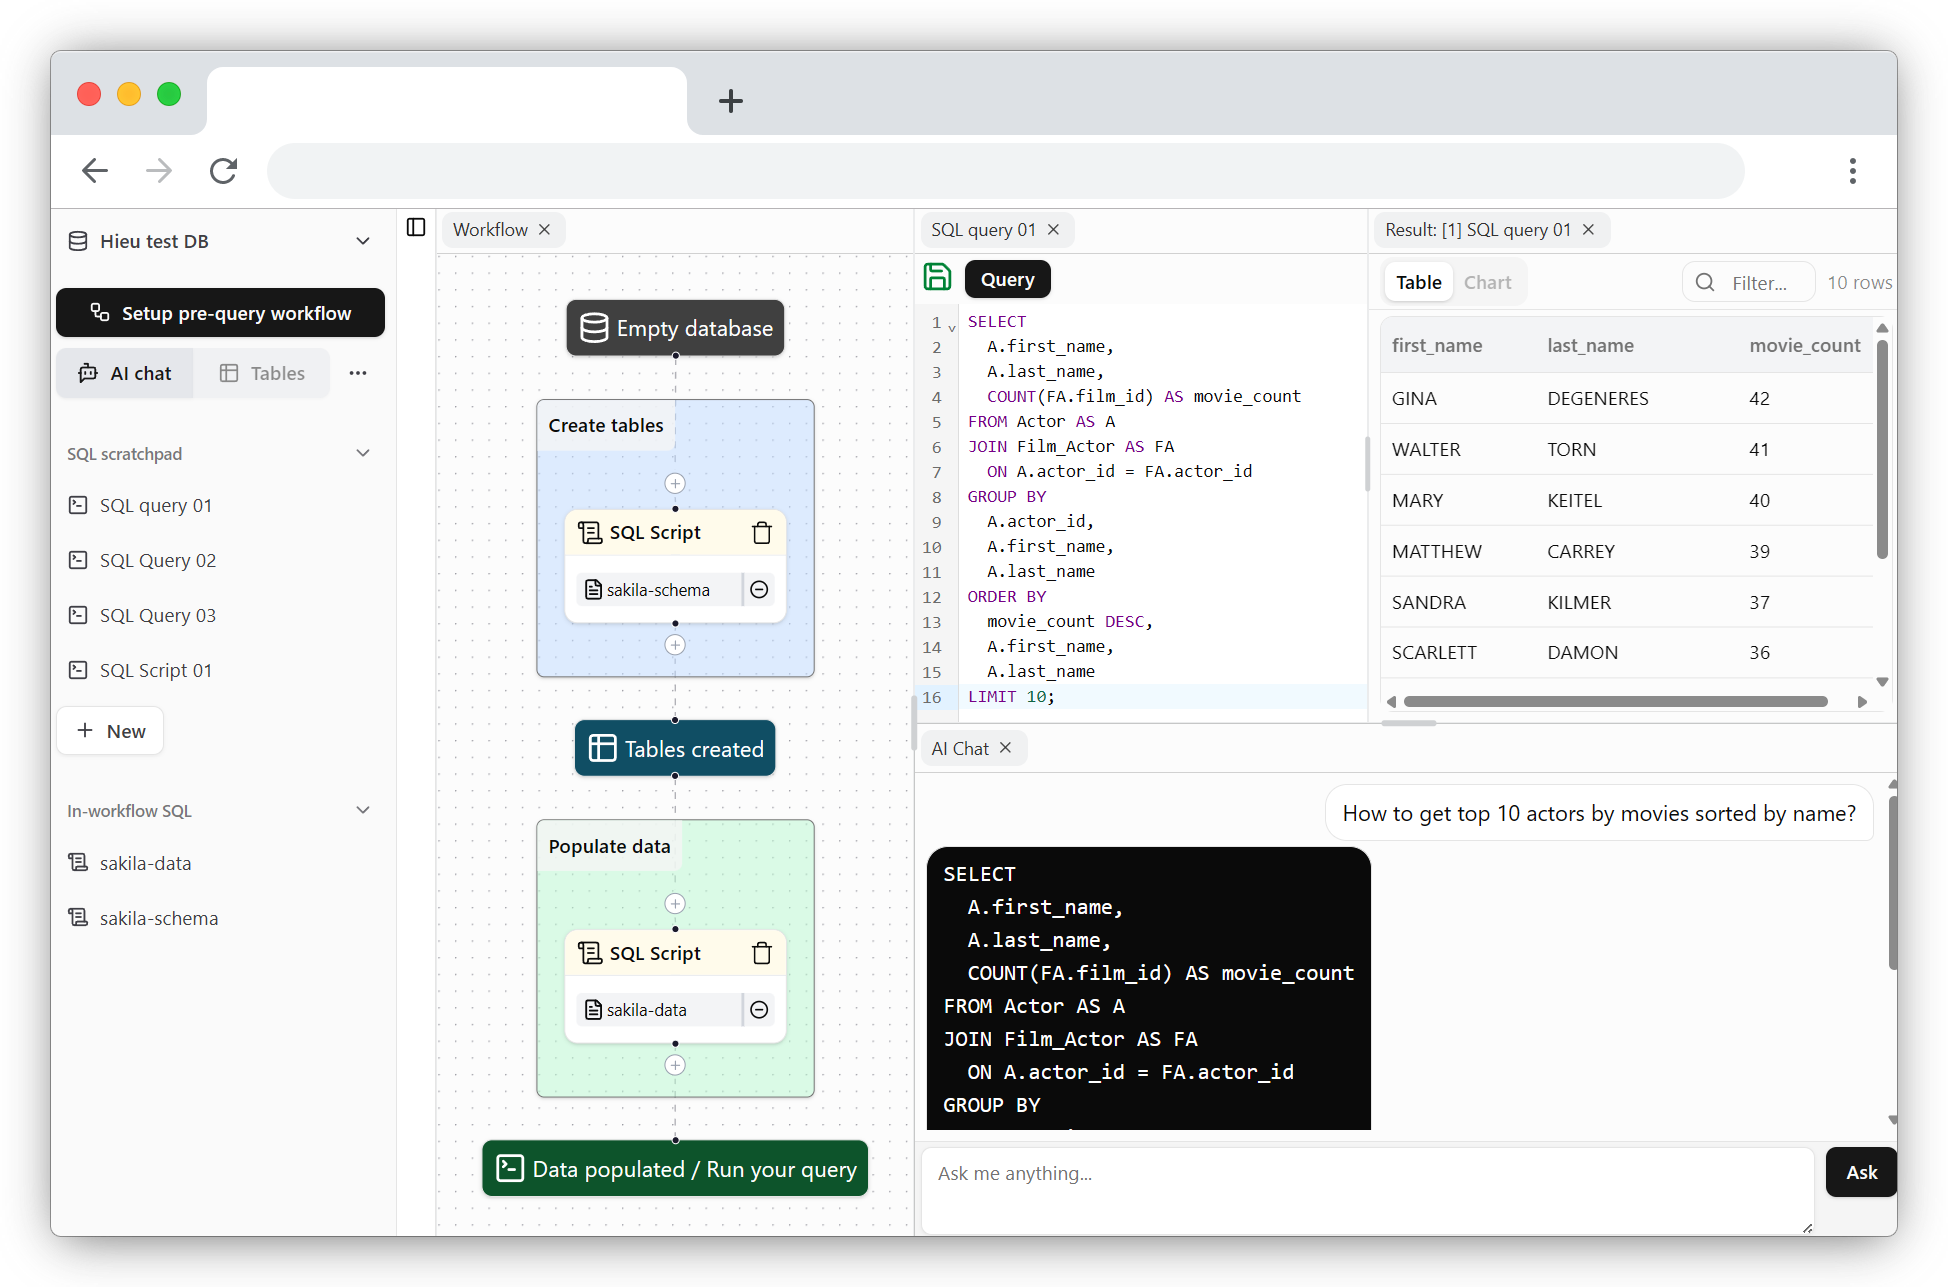 Hieu test DB
Setup pre-query workflow
AI chat
Tables
SQL scratchpad
SQL query 01
SQL Query 02
SQL Query 03
SQL Script 01
New
In-workflow SQL
sakila-data
sakila-schema
Workflow
Empty database
Create tables
SQL Script
sakila-schema
Tables created
Populate data
SQL Script
sakila-data
Data populated / Run your query
SQL query 01
Query
1 SELECT
2 A.first_name,
3 A.last_name,
4 COUNT(FA.film_id) AS movie_count
5 FROM Actor AS A
6 JOIN Film_Actor AS FA
7 ON A.actor_id = FA.actor_id
8 GROUP BY
9 A.actor_id,
10 A.first_name,
11 A.last_name
12 ORDER BY
13 movie_count DESC,
14 A.first_name,
15 A.last_name
16 LIMIT 10;
Result: [1] SQL query 01
Table Chart Filter... 10 rows
first_name last_name movie_count
GINA DEGENERES 42
WALTER TORN 41
MARY KEITEL 40
MATTHEW CARREY 39
SANDRA KILMER 37
SCARLETT DAMON 36
AI Chat
How to get top 10 actors by movies sorted by name?
SELECT
A.first_name,
A.last_name,
COUNT(FA.film_id) AS movie_count
FROM Actor AS A
JOIN Film_Actor AS FA
ON A.actor_id = FA.actor_id
GROUP BY
Ask me anything...
Ask